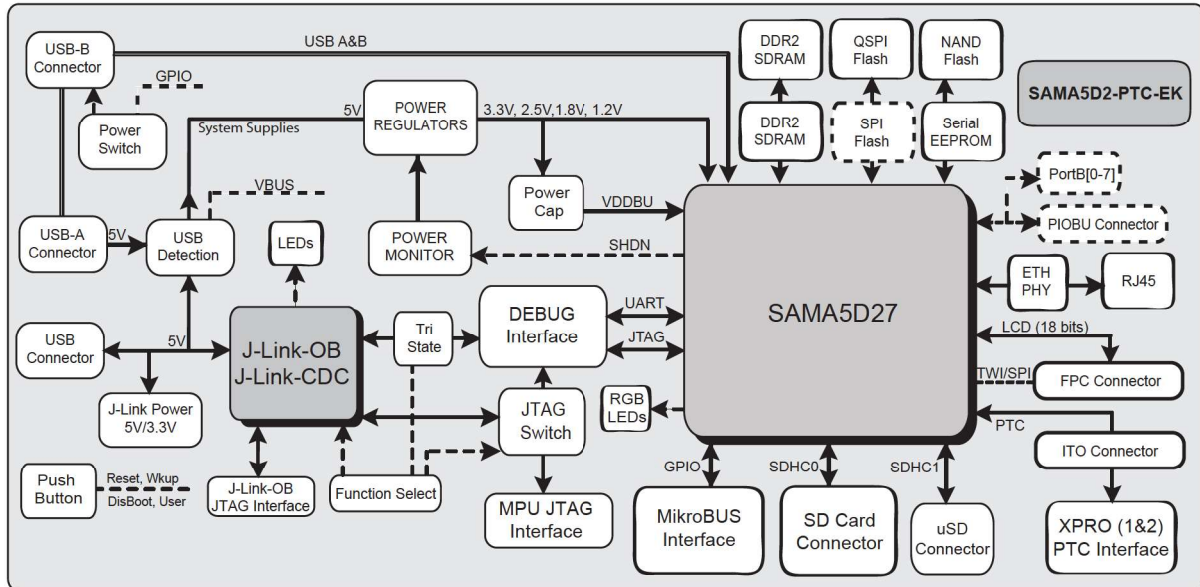 USB-B
Connector
USB A&B
GPIO
Power
Switch
System Supplies
5V
POWER
REGULATORS
3.3V, 2.5V,1.8V, 1.2V
DDR2
SDRAM
QSPI
Flash
NAND
Flash
DDR2
SDRAM
SPI
Flash
Serial
EEPROM
SAMA5D2-PTC-EK
VBUS
USB-A
Connector
5V
USB
Detection
LEDs
POWER
MONITOR
Power
Cap
VDDBU
SHDN
PortB[0-7]
PIOBU Connector
SAMA5D27
ETH
PHY
RJ45
USB
Connector
5V
J-Link-OB
J-Link-CDC
Tri
State
DEBUG
Interface
UART
JTAG
LCD (18 bits)
TWI/SPI
FPC Connector
J-Link Power
5V/3.3V
JTAG
Switch
RGB
LEDs
PTC
ITO Connector
Push
Button
Reset, Wkup
DisBoot, User
J-Link-OB
JTAG Interface
Function Select
MPU JTAG
Interface
GPIO
SDHC0
SDHC1
MikroBUS
Interface
SD Card
Connector
uSD
Connector
XPRO (1&2)
PTC Interface